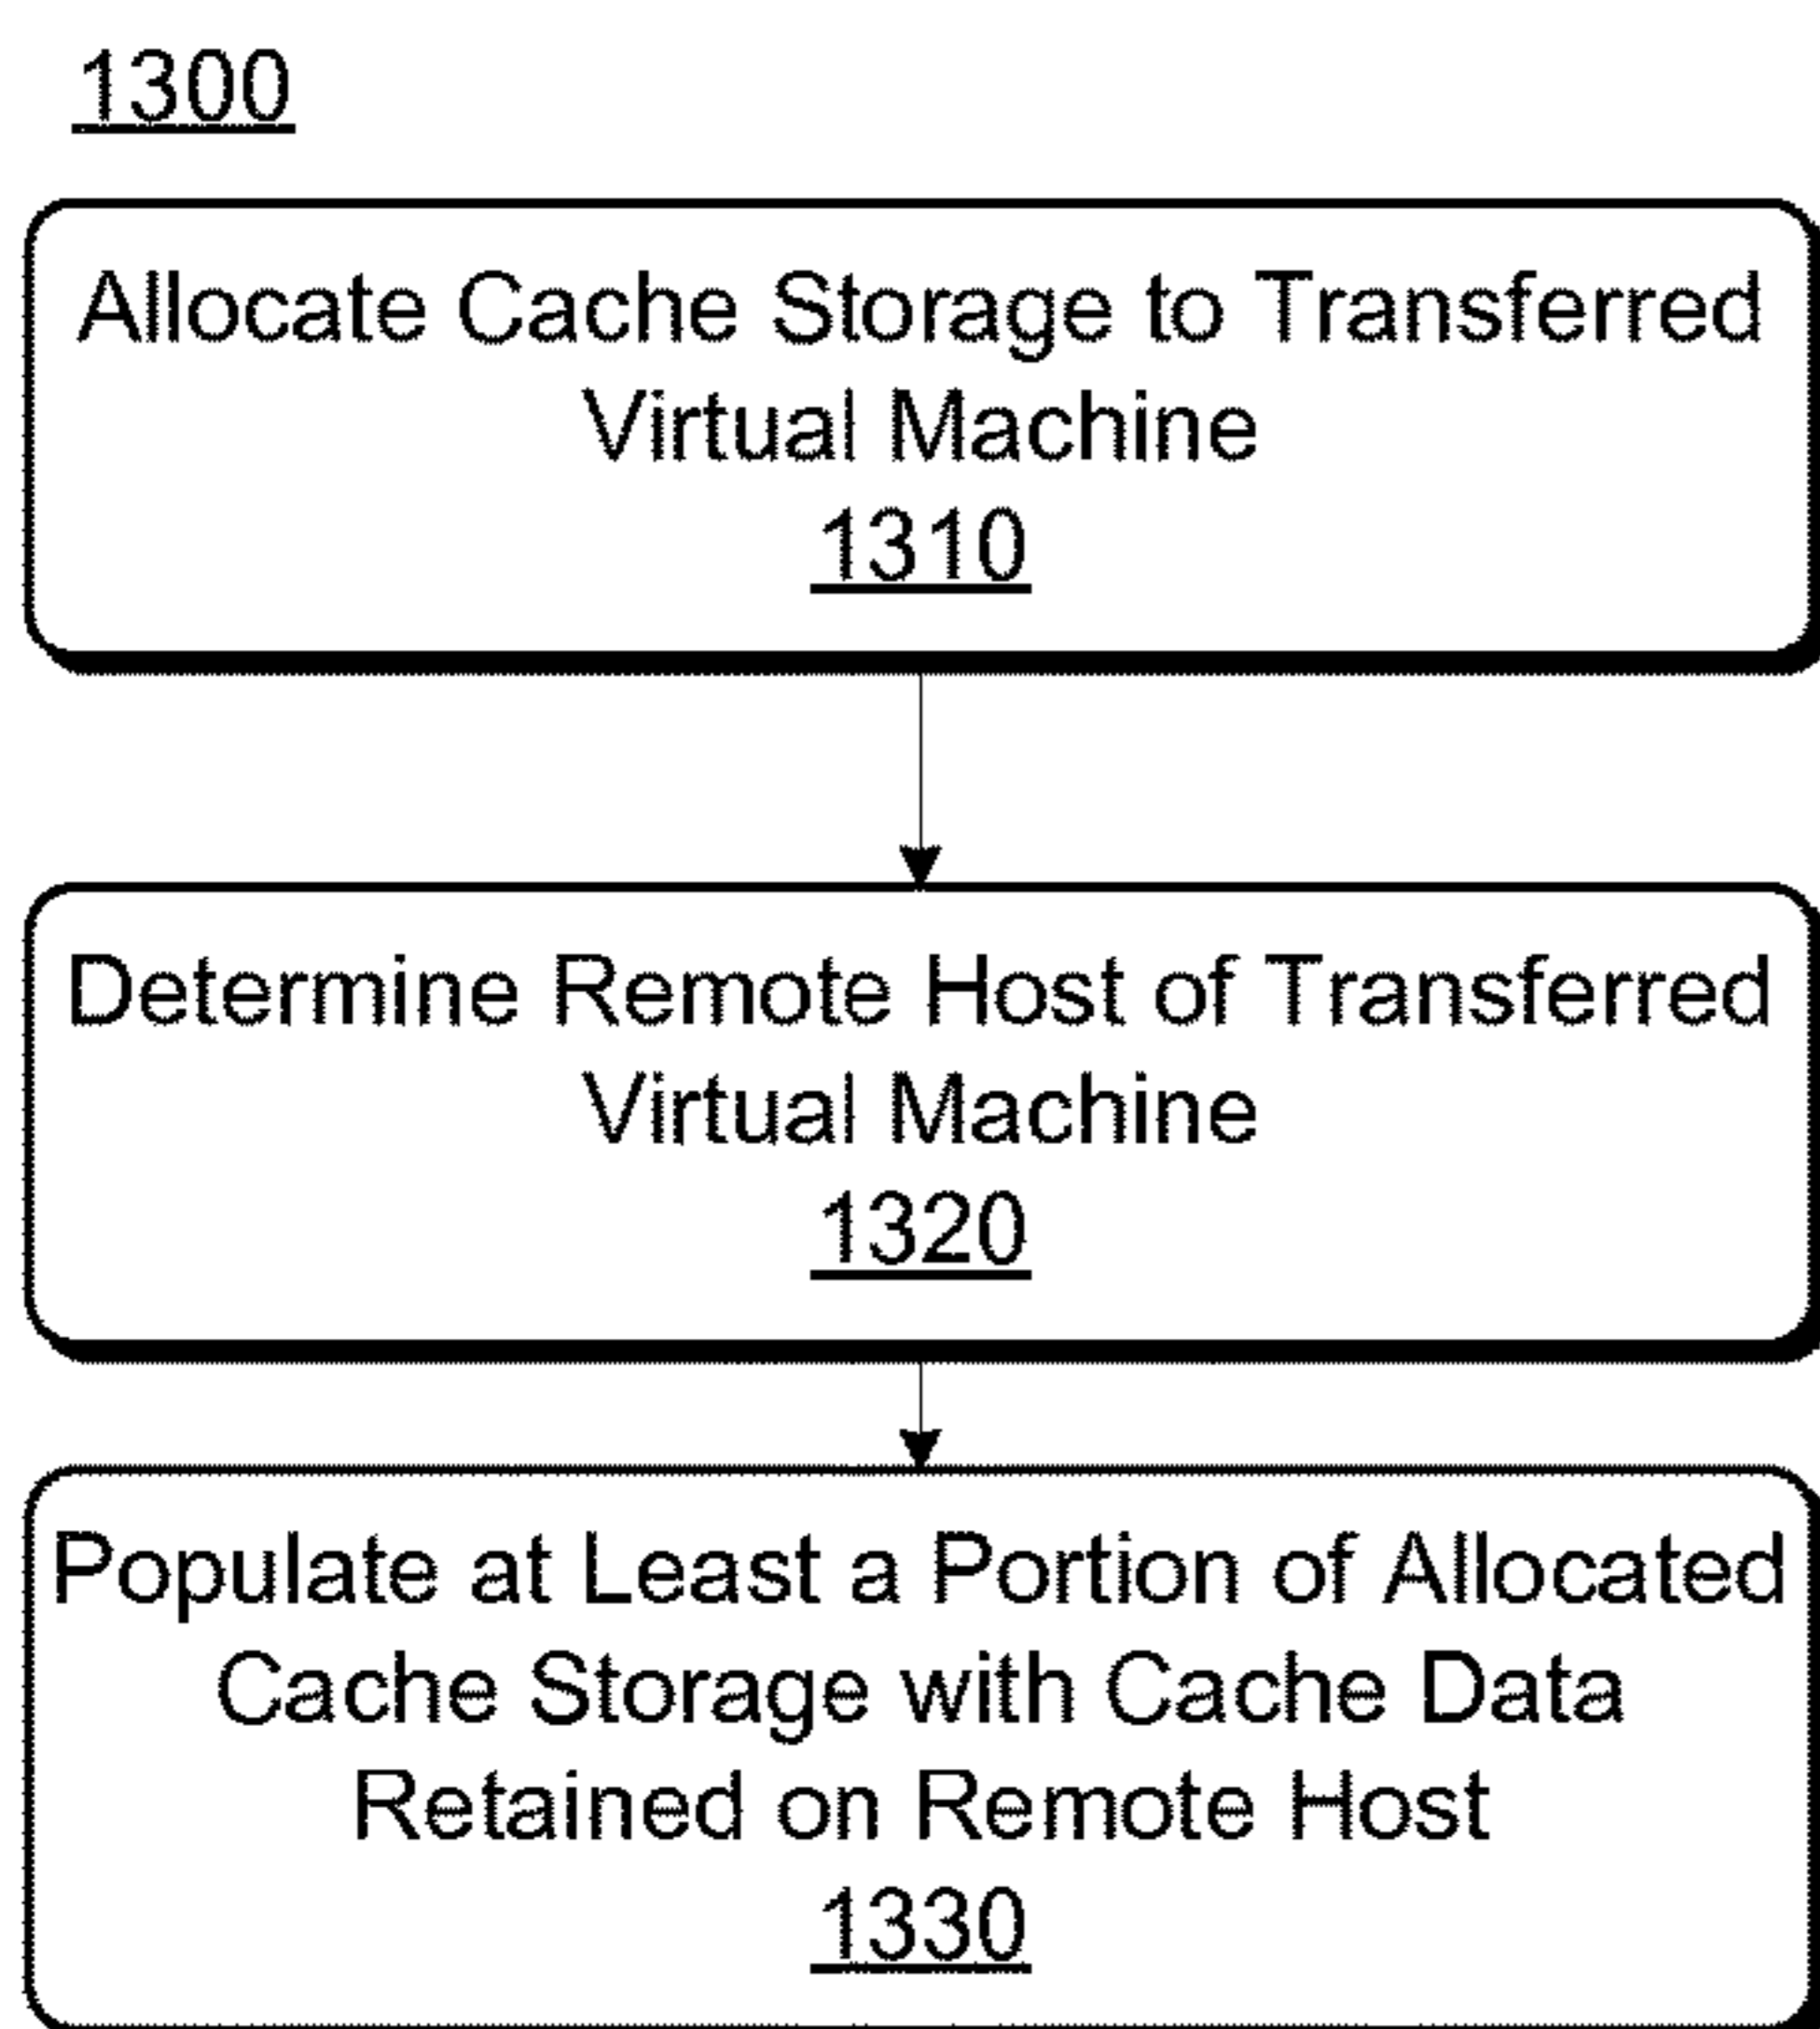 1300
Allocate Cache Storage to Transferred
Virtual Machine
1310
Determine Remote Host of Transferred
Virtual Machine
1320
Populate at Least a Portion of Allocated
Cache Storage with Cache Data
Retained on Remote Host
1330